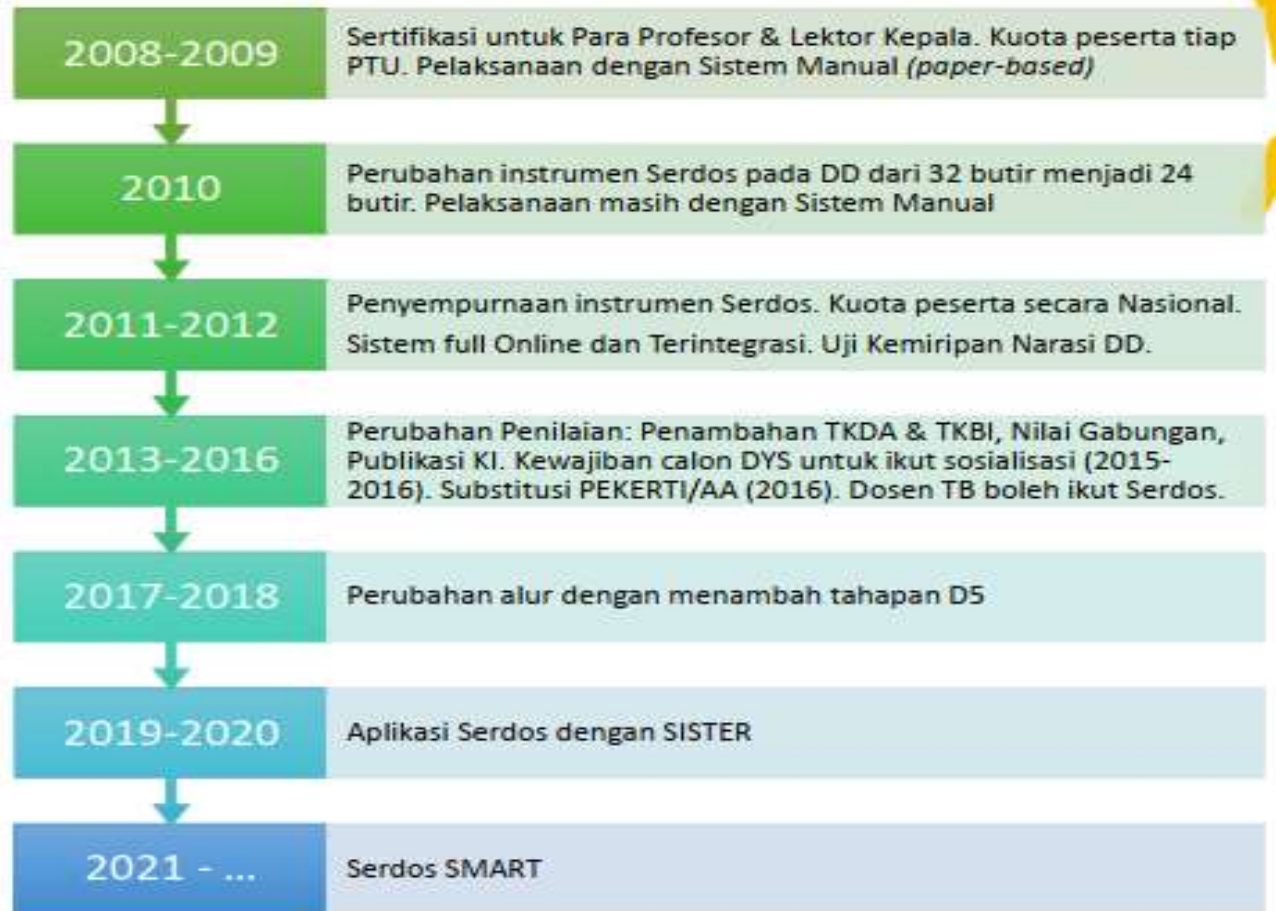 2008-2009
Sertifikasi untuk Para Profesor & Lektor Kepala. Kuota peserta tiap
PTU. Pelaksanaan dengan Sistem Manual (paper-based)
2010
Perubahan instrumen Serdos pada DD dari 32 butir menjadi 24
butir. Pelaksanaan masih dengan Sistem Manual
2011-2012
Penyempurnaan instrumen Serdos. Kuota peserta secara Nasional.
Sistem full Online dan Terintegrasi. Uji Kemiripan Narasi DD.
2013-2016
Perubahan Penilaian: Penambahan TKDA & TKBI, Nilai Gabungan,
Publikasi KI. Kewajiban calon DYS untuk ikut sosialisasi (2015-
2016). Substitusi PEKERTI/AA (2016). Dosen TB boleh ikut Serdos.
2017-2018
Perubahan alur dengan menambah tahapan D5
2019-2020
Aplikasi Serdos dengan SISTER
2021 - ...
Serdos SMART